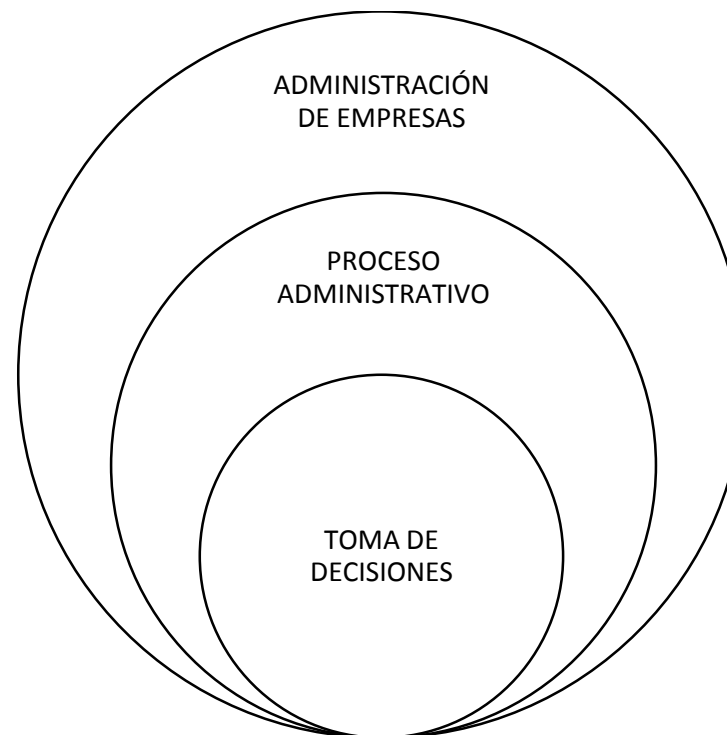 ADMINISTRACIÓN
DE EMPRESAS
PROCESO
ADMINISTRATIVO
TOMA DE
DECISIONES